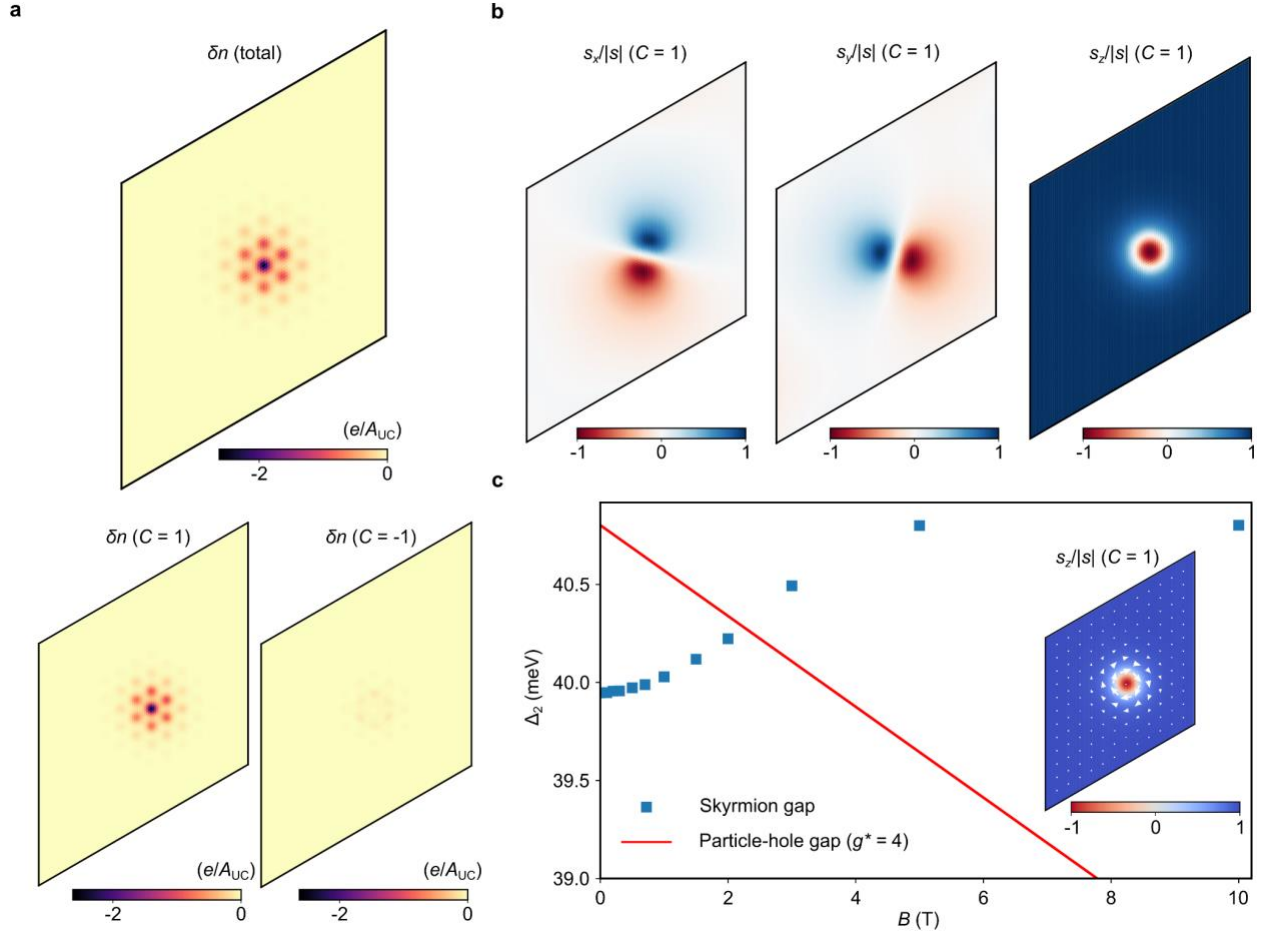 a
δn (total)
(e/A_UC)
-2 0
δn (C = 1)
δn (C = -1)
(e/A_UC)
(e/A_UC)
-2 0
-2 0
b
s_x/|s| (C = 1)
s_y/|s| (C = 1)
s_z/|s| (C = 1)
-1 0 1
-1 0 1
-1 0 1
c
40.5
40.0
39.5
39.0
Δ_2 (meV)
s_z/|s| (C = 1)
-1 0 1
Skyrmion gap
Particle-hole gap (g* = 4)
0 2 4 6 8 10
B (T)